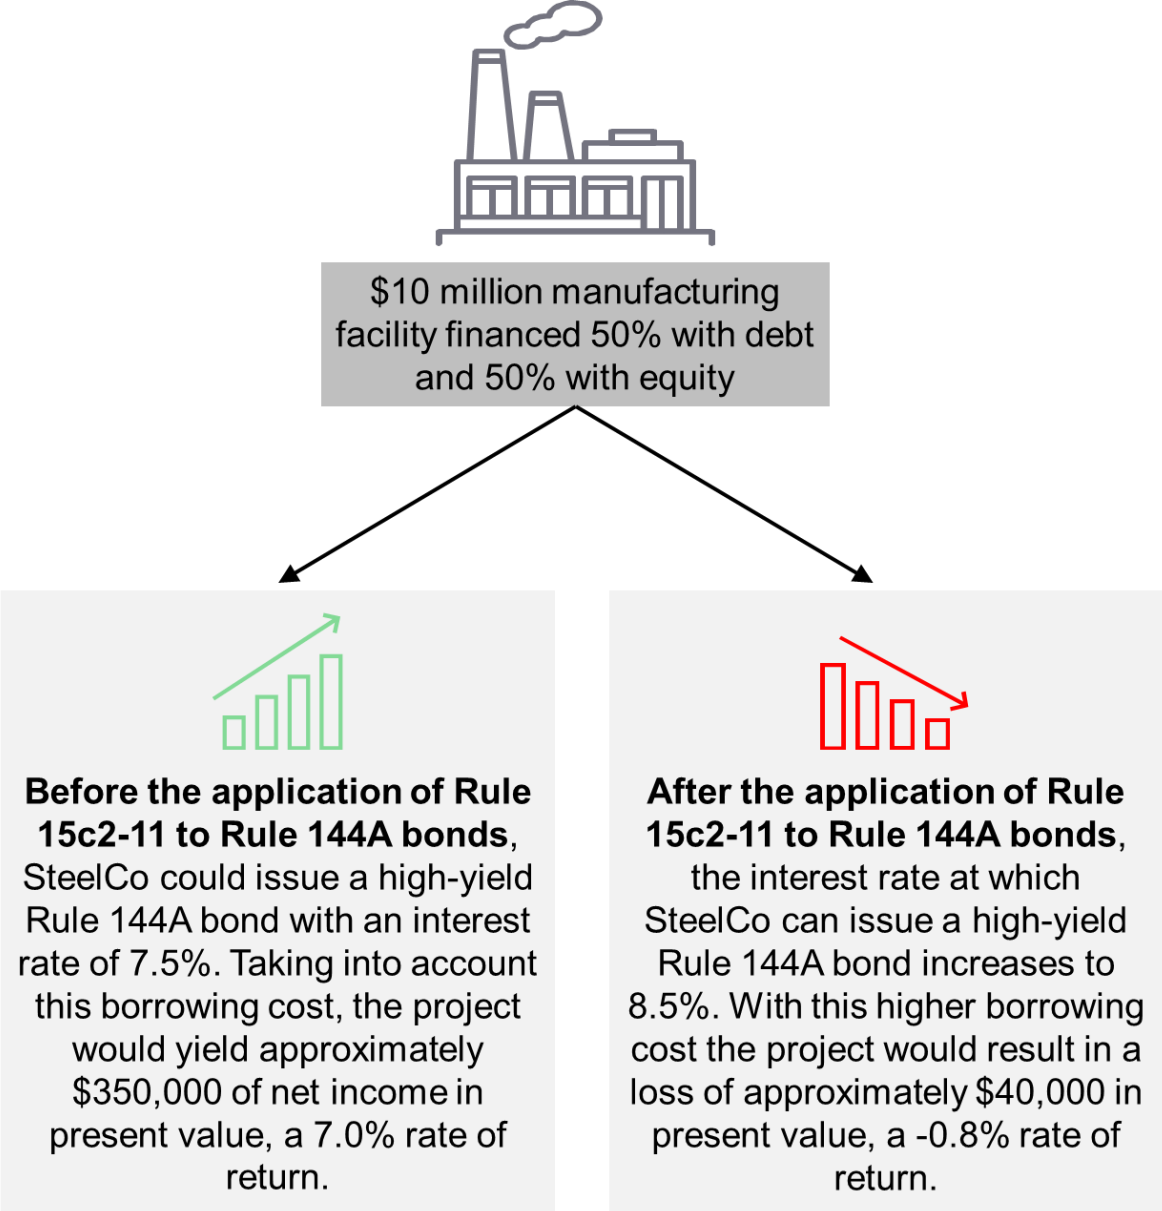 $10 million manufacturing
facility financed 50% with debt
and 50% with equity
Before the application of Rule
15c2-11 to Rule 144A bonds,
SteelCo could issue a high-yield
Rule 144A bond with an interest
rate of 7.5%. Taking into account
this borrowing cost, the project
would yield approximately
$350,000 of net income in
present value, a 7.0% rate of
return.
After the application of Rule
15c2-11 to Rule 144A bonds,
the interest rate at which
SteelCo can issue a high-yield
Rule 144A bond increases to
8.5%. With this higher borrowing
cost the project would result in a
loss of approximately $40,000 in
present value, a -0.8% rate of
return.